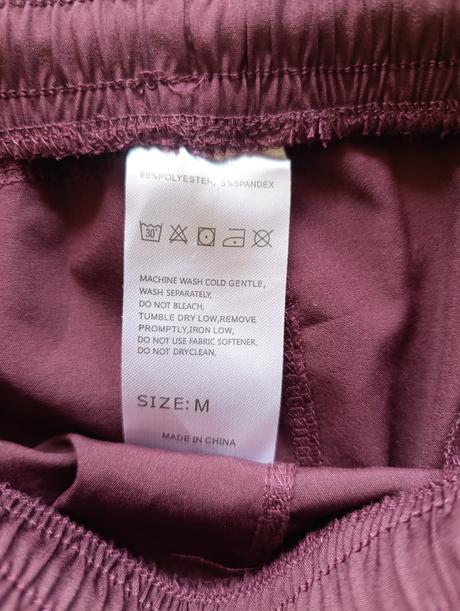 95%POLYESTER, 5%SPANDEX
30°
MACHINE WASH COLD GENTLE,
WASH SEPARATELY,
DO NOT BLEACH,
TUMBLE DRY LOW,REMOVE
PROMPTLY,IRON LOW,
DO NOT USE FABRIC SOFTENER,
DO NOT DRYCLEAN.
SIZE: M
MADE IN CHINA